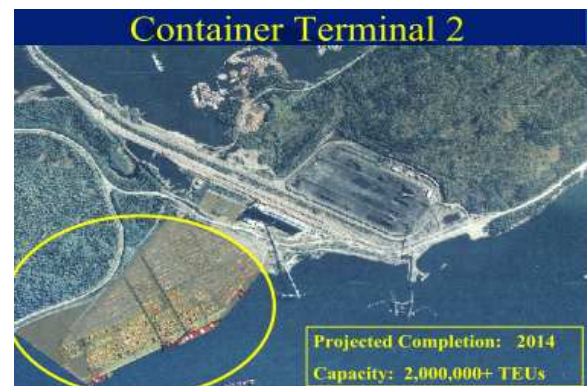 Container Terminal 2
Projected Completion: 2014
Capacity: 2,000,000+ TEUs